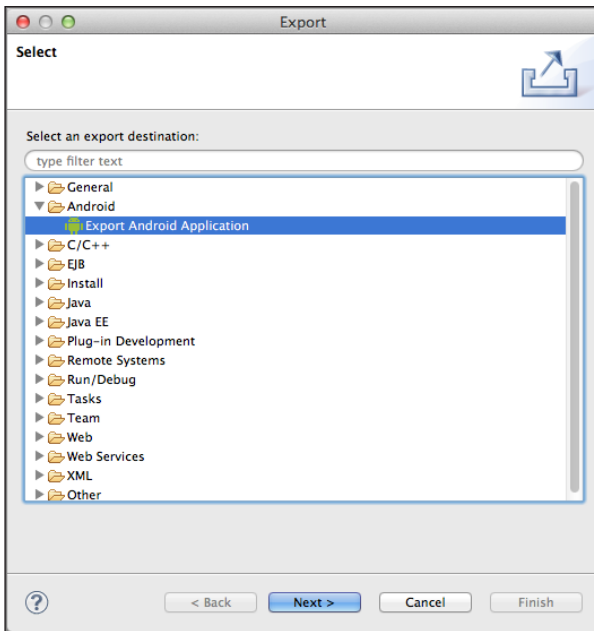 Export
Select
Select an export destination:
type filter text
General
Android
Export Android Application
C/C++
EJB
Install
Java
Java EE
Plug-in Development
Remote Systems
Run/Debug
Tasks
Team
Web
Web Services
XML
Other
? < Back Next > Cancel Finish